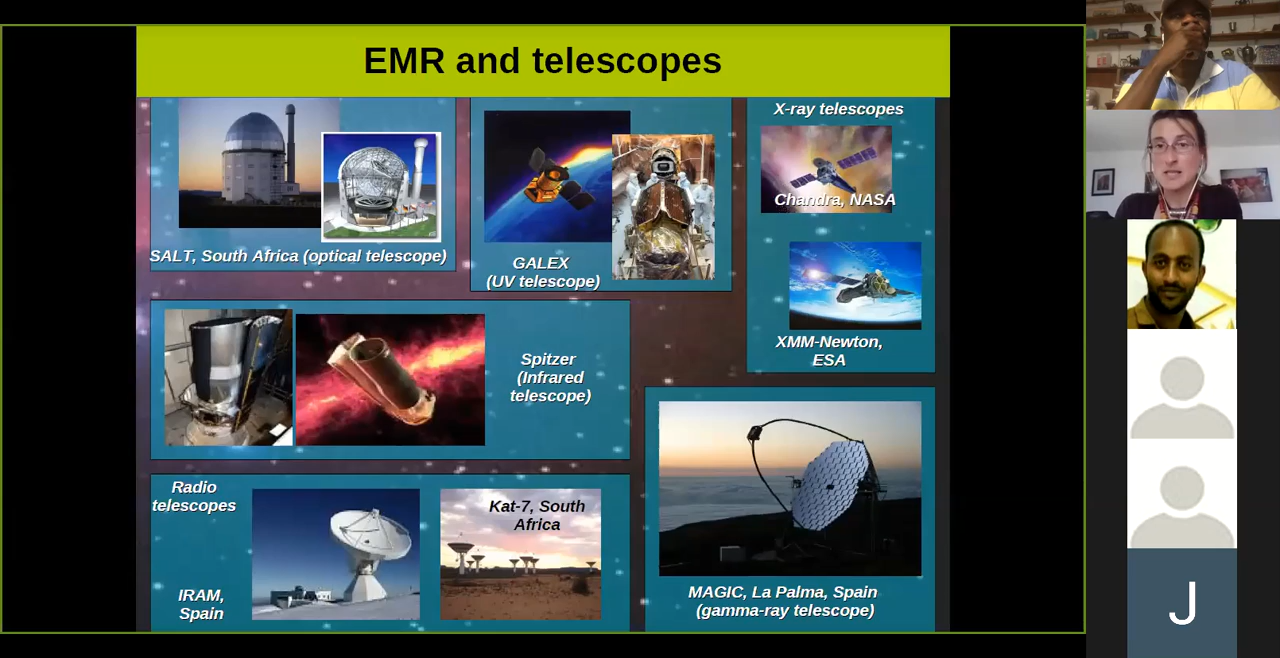 EMR and telescopes
SALT, South Africa (optical telescope)
GALEX
(UV telescope)
X-ray telescopes
Chandra, NASA
XMM-Newton,
ESA
Spitzer
(Infrared
telescope)
Radio
telescopes
IRAM,
Spain
Kat-7, South
Africa
MAGIC, La Palma, Spain
(gamma-ray telescope)
J